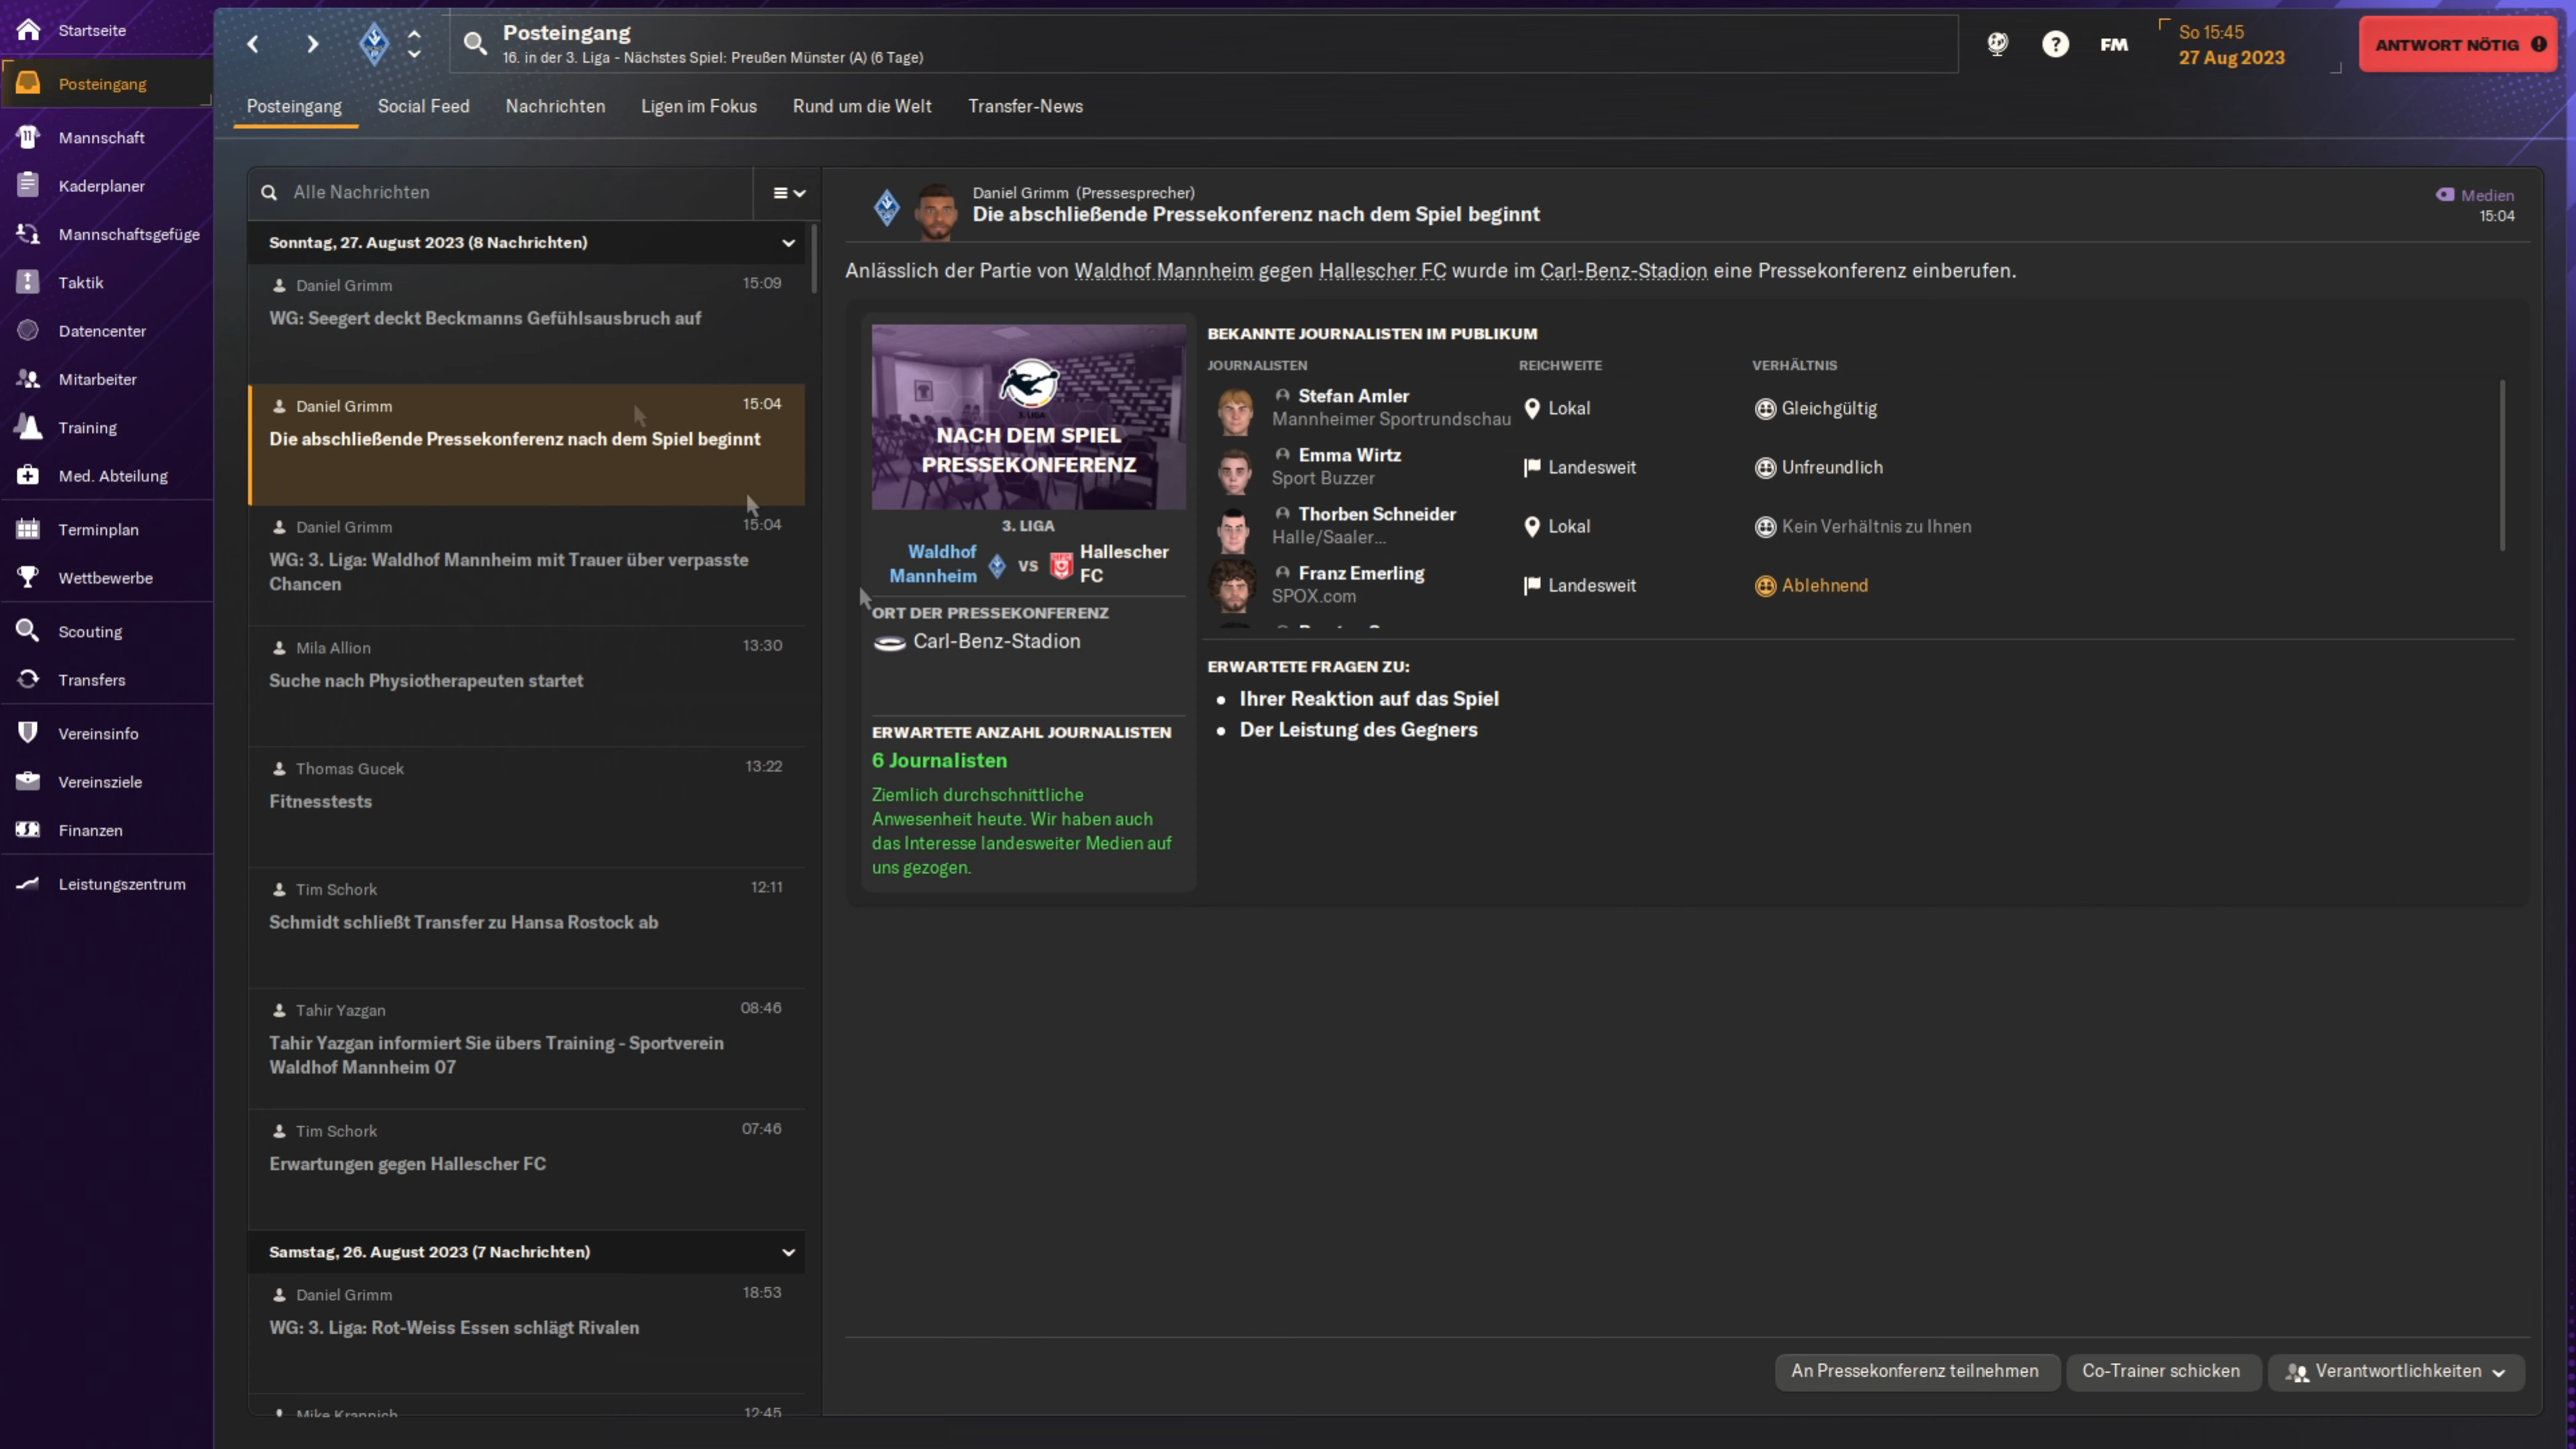 Startseite
Posteingang
Mannschaft
Kaderplaner
Mannschaftsgefüge
Taktik
Datencenter
Mitarbeiter
Training
Med. Abteilung
Terminplan
Wettbewerbe
Scouting
Transfers
Vereinsinfo
Vereinsziele
Finanzen
Leistungszentrum
Posteingang
16. in der 3. Liga - Nächstes Spiel: Preußen Münster (A) (6 Tage)
FM
So 15:45
27 Aug 2023
ANTWORT NÖTIG
Posteingang Social Feed Nachrichten Ligen im Fokus Rund um die Welt Transfer-News
Alle Nachrichten
Sonntag, 27. August 2023 (8 Nachrichten)
Daniel Grimm 15:09
WG: Seegert deckt Beckmanns Gefühlsausbruch auf
Daniel Grimm 15:04
Die abschließende Pressekonferenz nach dem Spiel beginnt
Daniel Grimm 15:04
WG: 3. Liga: Waldhof Mannheim mit Trauer über verpasste
Chancen
Mila Allion 13:30
Suche nach Physiotherapeuten startet
Thomas Gucek 13:22
Fitnesstests
Tim Schork 12:11
Schmidt schließt Transfer zu Hansa Rostock ab
Tahir Yazgan 08:46
Tahir Yazgan informiert Sie übers Training - Sportverein
Waldhof Mannheim 07
Tim Schork 07:46
Erwartungen gegen Hallescher FC
Samstag, 26. August 2023 (7 Nachrichten)
Daniel Grimm 18:53
WG: 3. Liga: Rot-Weiss Essen schlägt Rivalen
Mike Krannich 12:45
Daniel Grimm (Pressesprecher)
Die abschließende Pressekonferenz nach dem Spiel beginnt
Medien
15:04
Anlässlich der Partie von Waldhof Mannheim gegen Hallescher FC wurde im Carl-Benz-Stadion eine Pressekonferenz einberufen.
3. LIGA
NACH DEM SPIEL
PRESSEKONFERENZ
3. LIGA
Waldhof
Mannheim
VS
Hallescher
FC
ORT DER PRESSEKONFERENZ
Carl-Benz-Stadion
ERWARTETE ANZAHL JOURNALISTEN
6 Journalisten
Ziemlich durchschnittliche
Anwesenheit heute. Wir haben auch
das Interesse landesweiter Medien auf
uns gezogen.
BEKANNTE JOURNALISTEN IM PUBLIKUM
JOURNALISTEN REICHWEITE VERHÄLTNIS
Stefan Amler
Mannheimer Sportrundschau
Lokal
Gleichgültig
Emma Wirtz
Sport Buzzer
Landesweit
Unfreundlich
Thorben Schneider
Halle/Saaler...
Lokal
Kein Verhältnis zu Ihnen
Franz Emerling
SPOX.com
Landesweit
Ablehnend
ERWARTETE FRAGEN ZU:
• Ihrer Reaktion auf das Spiel
• Der Leistung des Gegners
An Pressekonferenz teilnehmen
Co-Trainer schicken
Verantwortlichkeiten